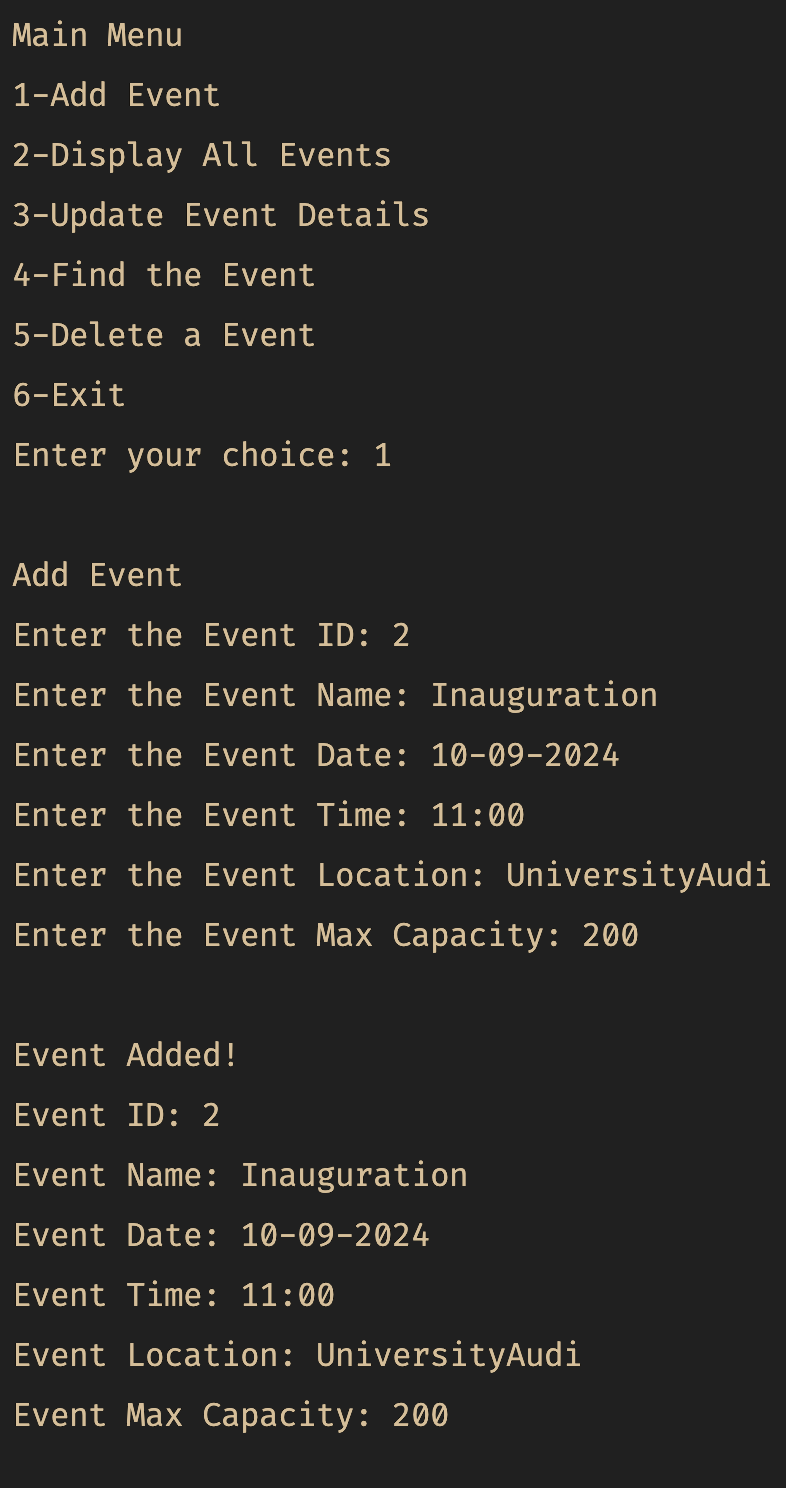 Main Menu
1-Add Event
2-Display All Events
3-Update Event Details
4-Find the Event
5-Delete a Event
6-Exit
Enter your choice: 1
Add Event
Enter the Event ID: 2
Enter the Event Name: Inauguration
Enter the Event Date: 10-09-2024
Enter the Event Time: 11:00
Enter the Event Location: UniversityAudi
Enter the Event Max Capacity: 200
Event Added!
Event ID: 2
Event Name: Inauguration
Event Date: 10-09-2024
Event Time: 11:00
Event Location: UniversityAudi
Event Max Capacity: 200